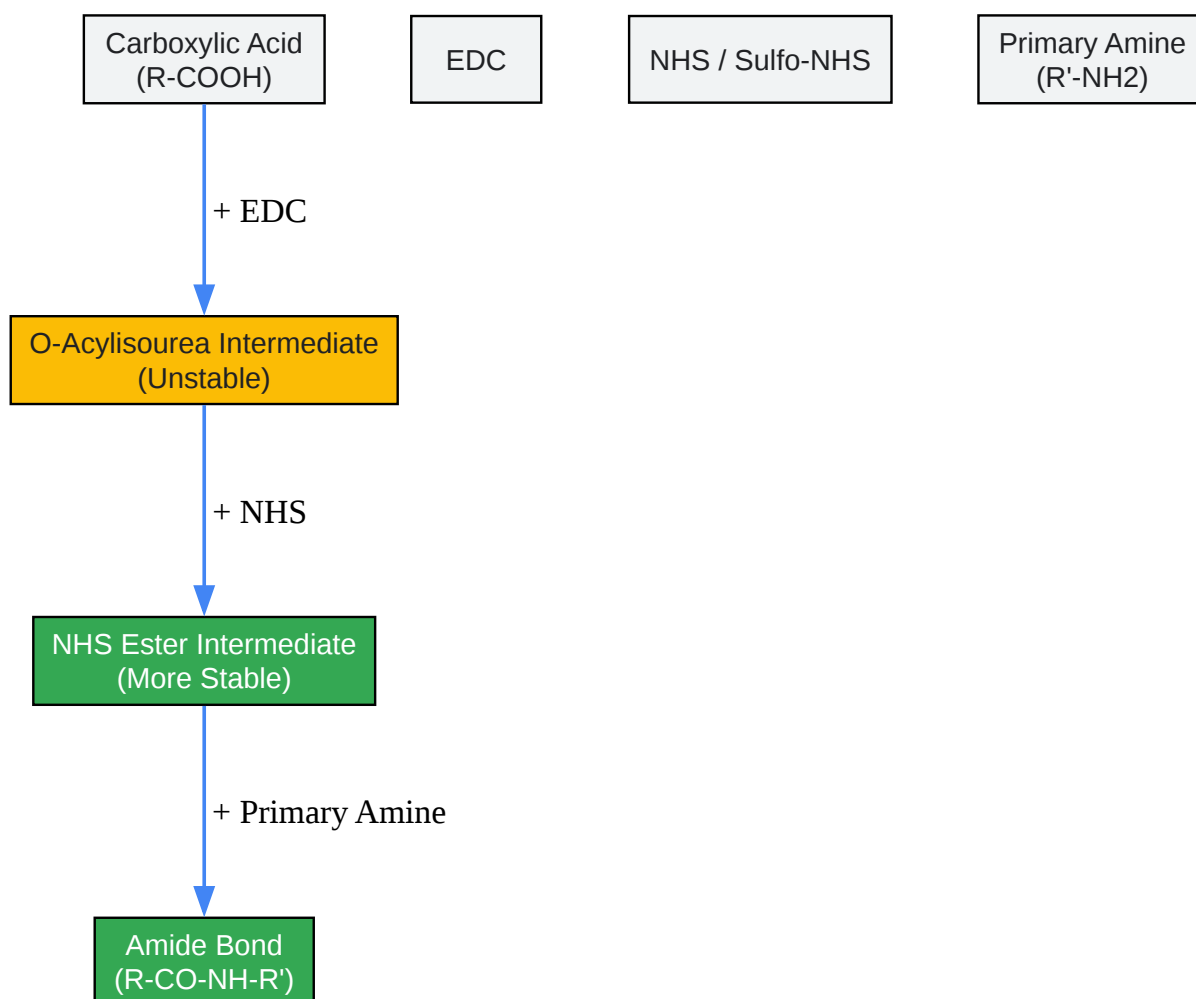 Carboxylic Acid
(R-COOH)
EDC
NHS / Sulfo-NHS
Primary Amine
(R'-NH2)
+ EDC
O-Acylisourea Intermediate
(Unstable)
+ NHS
NHS Ester Intermediate
(More Stable)
+ Primary Amine
Amide Bond
(R-CO-NH-R')